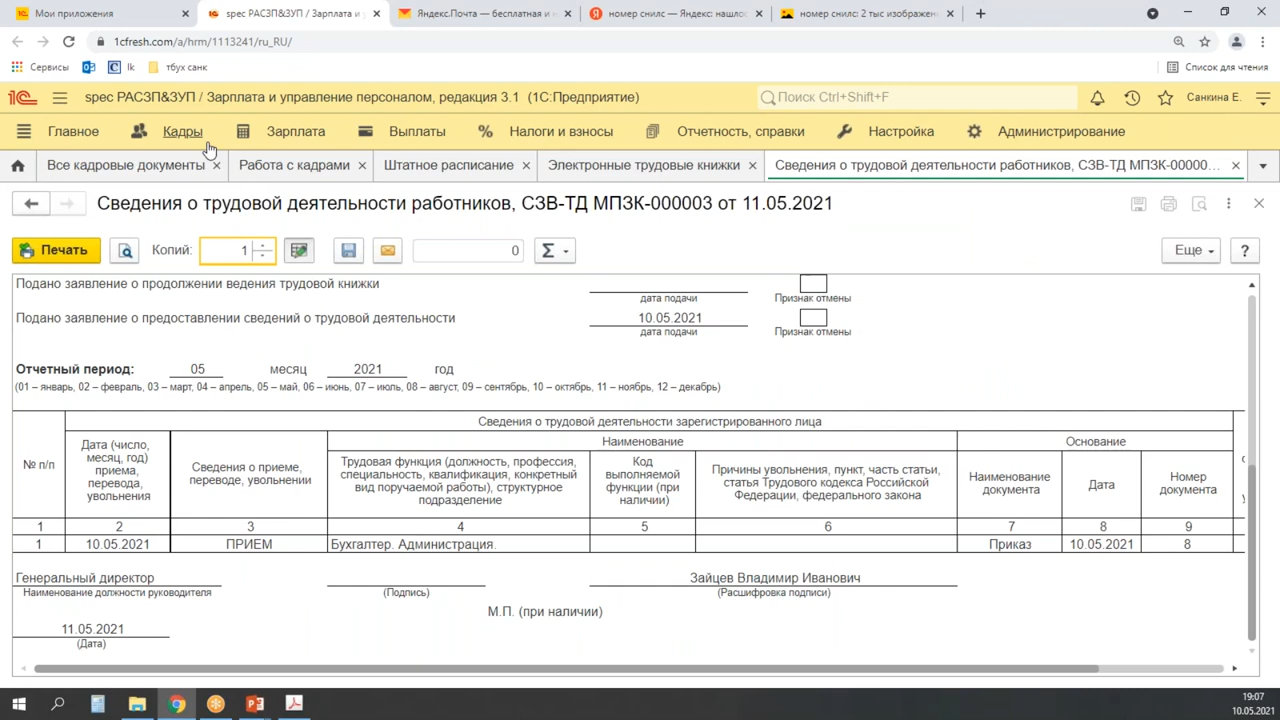 Мои приложения
spec РАСЗП&ЗУП / Зарплата и у
Яндекс.Почта — бесплатная и н
номер снилс — Яндекс: нашлос
номер снилс: 2 тыс изображен
1cfresh.com/a/hrm/1113241/ru_RU/
Сервисы
lk
тбух санк
Список для чтения
spec РАСЗП&ЗУП / Зарплата и управление персоналом, редакция 3.1 (1С:Предприятие)
Поиск Ctrl+Shift+F
Санкина Е.
Главное
Кадры
Зарплата
Выплаты
Налоги и взносы
Отчетность, справки
Настройка
Администрирование
Все кадровые документы
Работа с кадрами
Штатное расписание
Электронные трудовые книжки
Сведения о трудовой деятельности работников, СЗВ-ТД МПЗК-00000...
Сведения о трудовой деятельности работников, СЗВ-ТД МПЗК-000003 от 11.05.2021
Печать
Копий:
1
0
Σ
Еще
?
Подано заявление о продолжении ведения трудовой книжки
дата подачи
Признак отмены
Подано заявление о предоставлении сведений о трудовой деятельности
10.05.2021
дата подачи
Признак отмены
Отчетный период: 05 месяц 2021 год
(01 – январь, 02 – февраль, 03 – март, 04 – апрель, 05 – май, 06 – июнь, 07 – июль, 08 – август, 09 – сентябрь, 10 – октябрь, 11 – ноябрь, 12 – декабрь)
Сведения о трудовой деятельности зарегистрированного лица
№ п/п
Дата (число,
месяц, год)
приема,
перевода,
увольнения
Сведения о приеме,
переводе, увольнении
Наименование
Трудовая функция (должность, профессия,
специальность, квалификация, конкретный
вид поручаемой работы), структурное
подразделение
Код
выполняемой
функции (при
наличии)
Причины увольнения, пункт, часть статьи,
статья Трудового кодекса Российской
Федерации, федерального закона
Основание
Наименование
документа
Дата
Номер
документа
1 2 3 4 5 6 7 8 9
1 10.05.2021 ПРИЕМ Бухгалтер. Администрация. Приказ 10.05.2021 8
Генеральный директор
Зайцев Владимир Иванович
Наименование должности руководителя
(Подпись)
(Расшифровка подписи)
М.П. (при наличии)
11.05.2021
(Дата)
19:07
10.05.2021